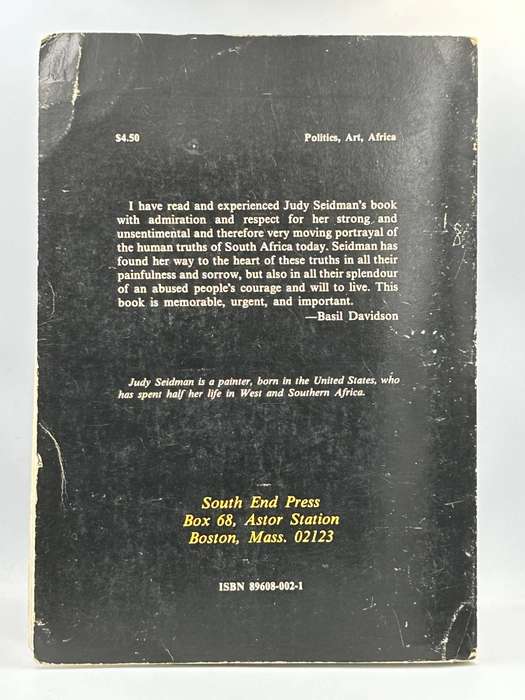 $4.50 Politics, Art, Africa
I have read and experienced Judy Seidman's book
with admiration and respect for her strong and
unsentimental and therefore very moving portrayal of
the human truths of South Africa today. Seidman has
found her way to the heart of these truths in all their
painfulness and sorrow, but also in all their splendour
of an abused people's courage and will to live. This
book is memorable, urgent, and important.
—Basil Davidson
Judy Seidman is a painter, born in the United States, who
has spent half her life in West and Southern Africa.
South End Press
Box 68, Astor Station
Boston, Mass. 02123
ISBN 89608-002-1